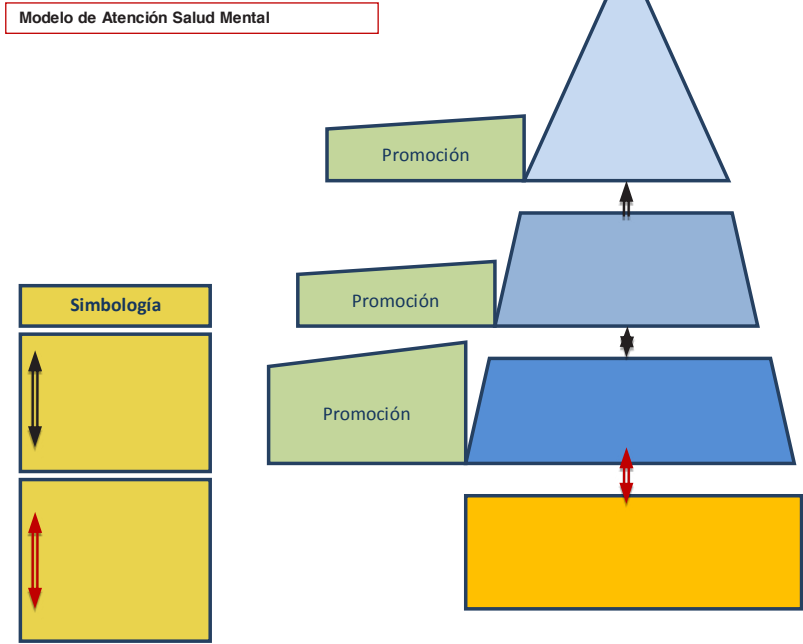 Modelo de Atención Salud Mental
Promoción
Promoción
Simbología
Promoción